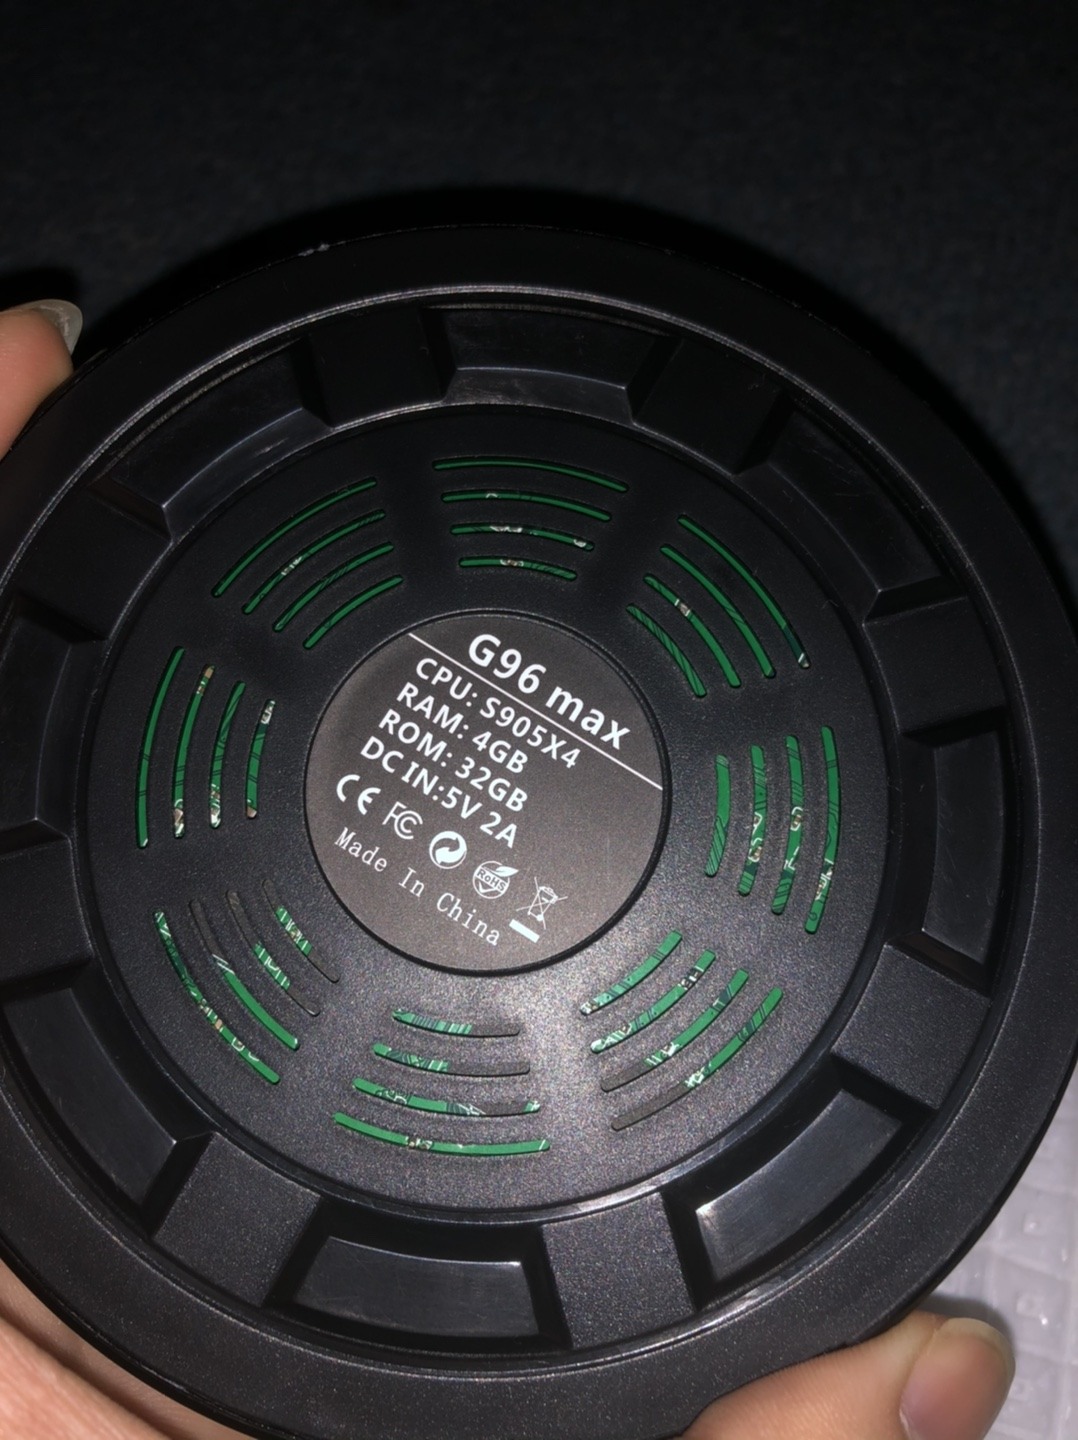 G96 max
CPU: S905X4
RAM: 4GB
ROM: 32GB
DC IN:5V 2A
CE FC RoHS
Made In China